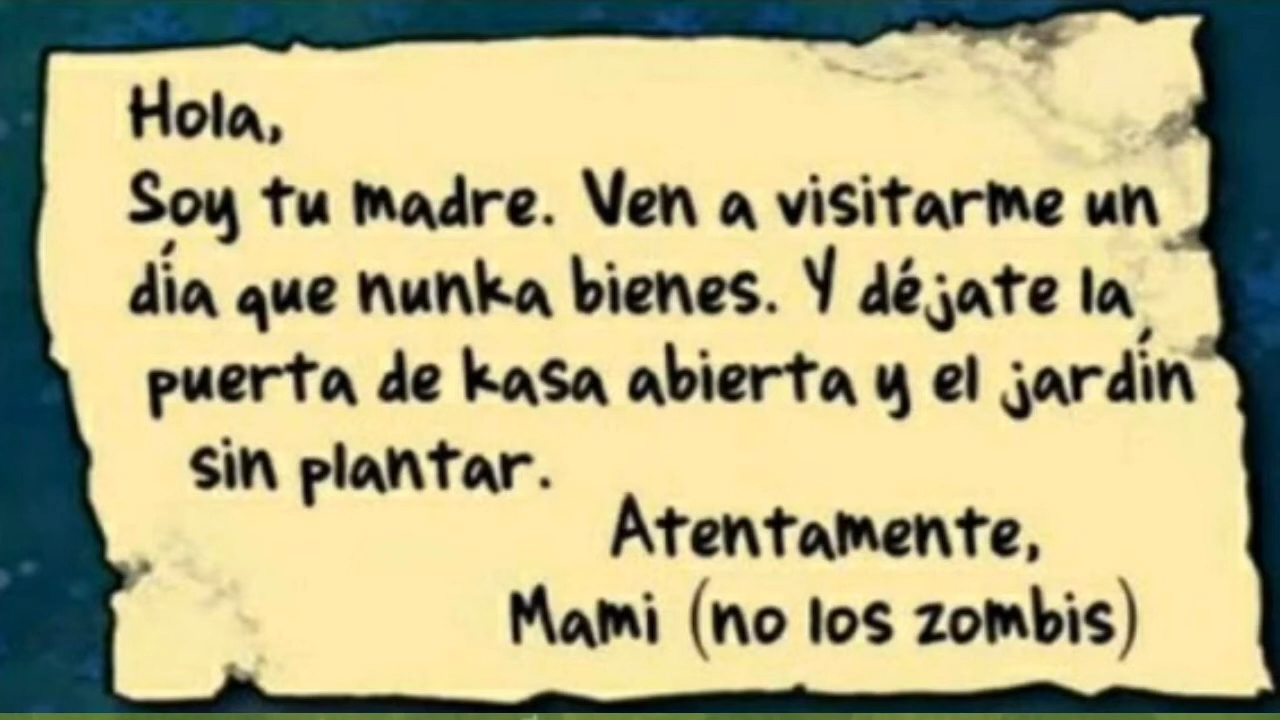 Hola,
Soy tu madre. Ven a visitarme un
día que nunka bienes. Y déjate la
puerta de kasa abierta y el jardín
sin plantar.
Atentamente,
Mami (no los zombis)